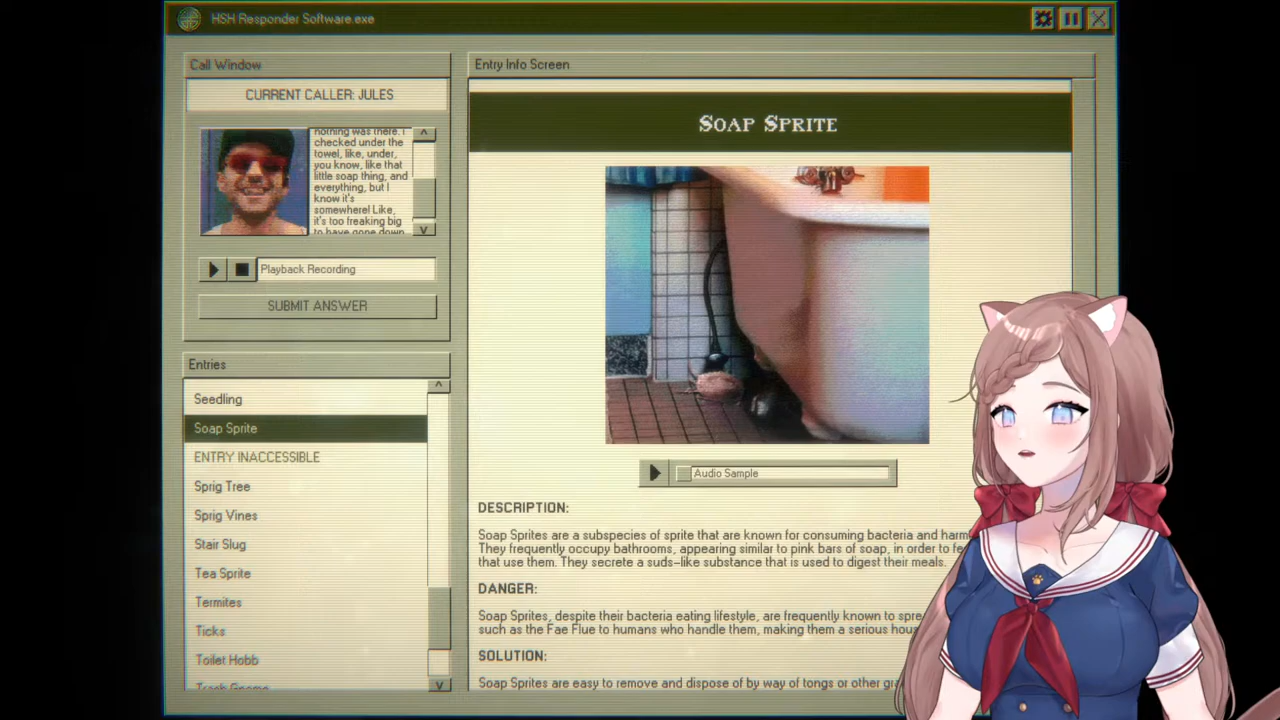 HSH Responder Software.exe
Call Window
CURRENT CALLER: JULES
nothing was there. I
checked under the
towel, like, under,
you know, like that
little soap thing, and
everything, but I
know it's
somewhere! Like,
it's too freaking big
to have gone down
Playback Recording
SUBMIT ANSWER
Entries
Seedling
Soap Sprite
ENTRY INACCESSIBLE
Sprig Tree
Sprig Vines
Stair Slug
Tea Sprite
Termites
Ticks
Toilet Hobb
Trash Gnome
Entry Info Screen
Soap Sprite
Audio Sample
DESCRIPTION:
Soap Sprites are a subspecies of sprite that are known for consuming bacteria and harm
They frequently occupy bathrooms, appearing similar to pink bars of soap, in order to fe
that use them. They secrete a suds-like substance that is used to digest their meals.
DANGER:
Soap Sprites, despite their bacteria eating lifestyle, are frequently known to spre
such as the Fae Flue to humans who handle them, making them a serious hou
SOLUTION:
Soap Sprites are easy to remove and dispose of by way of tongs or other gra